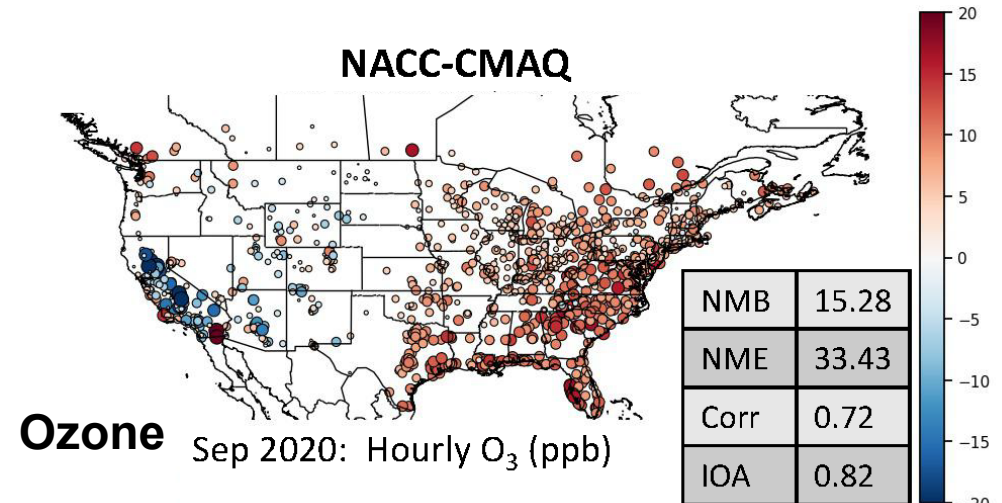 NACC-CMAQ
20
15
10
5
0
−5
−10
−15
NMB 15.28
NME 33.43
Corr 0.72
IOA 0.82
Ozone
Sep 2020: Hourly O₃ (ppb)